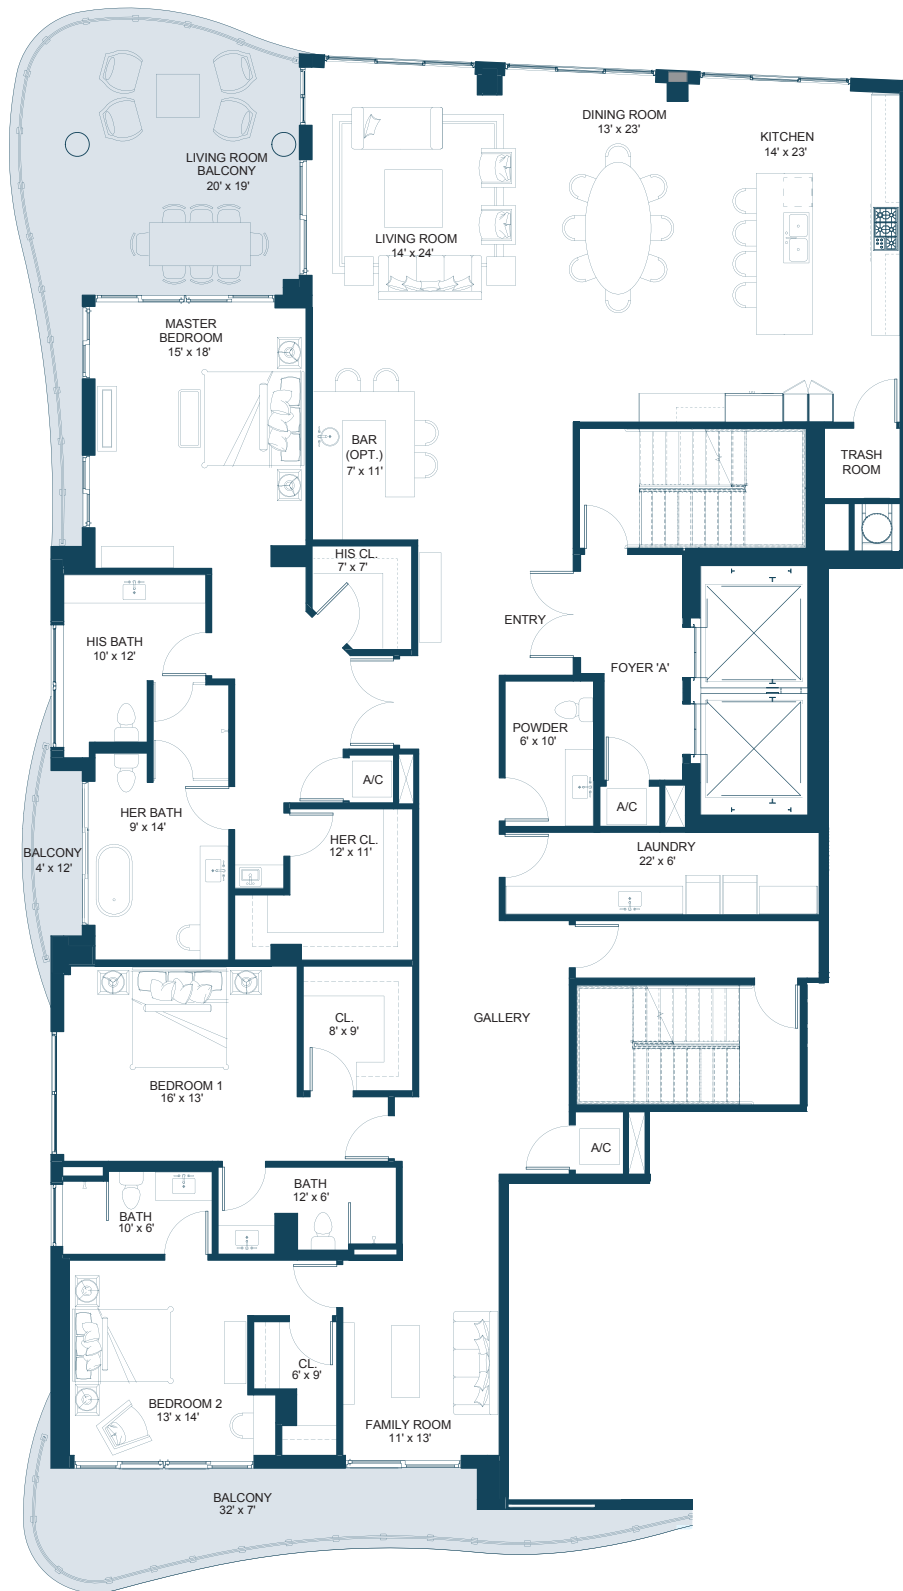 DINING ROOM
13' x 23'
KITCHEN
14' x 23'
LIVING ROOM
BALCONY
20' x 19'
LIVING ROOM
14' x 24'
MASTER
BEDROOM
15' x 18'
BAR
(OPT.)
7' x 11'
TRASH
ROOM
HIS CL.
7' x 7'
ENTRY
HIS BATH
10' x 12'
FOYER 'A'
POWDER
6' x 10'
A/C
A/C
HER BATH
9' x 14'
HER CL.
12' x 11'
LAUNDRY
22' x 6'
BALCONY
4' x 12'
CL.
8' x 9'
GALLERY
BEDROOM 1
16' x 13'
A/C
BATH
12' x 6'
BATH
10' x 6'
CL.
6' x 9'
BEDROOM 2
13' x 14'
FAMILY ROOM
11' x 13'
BALCONY
32' x 7'